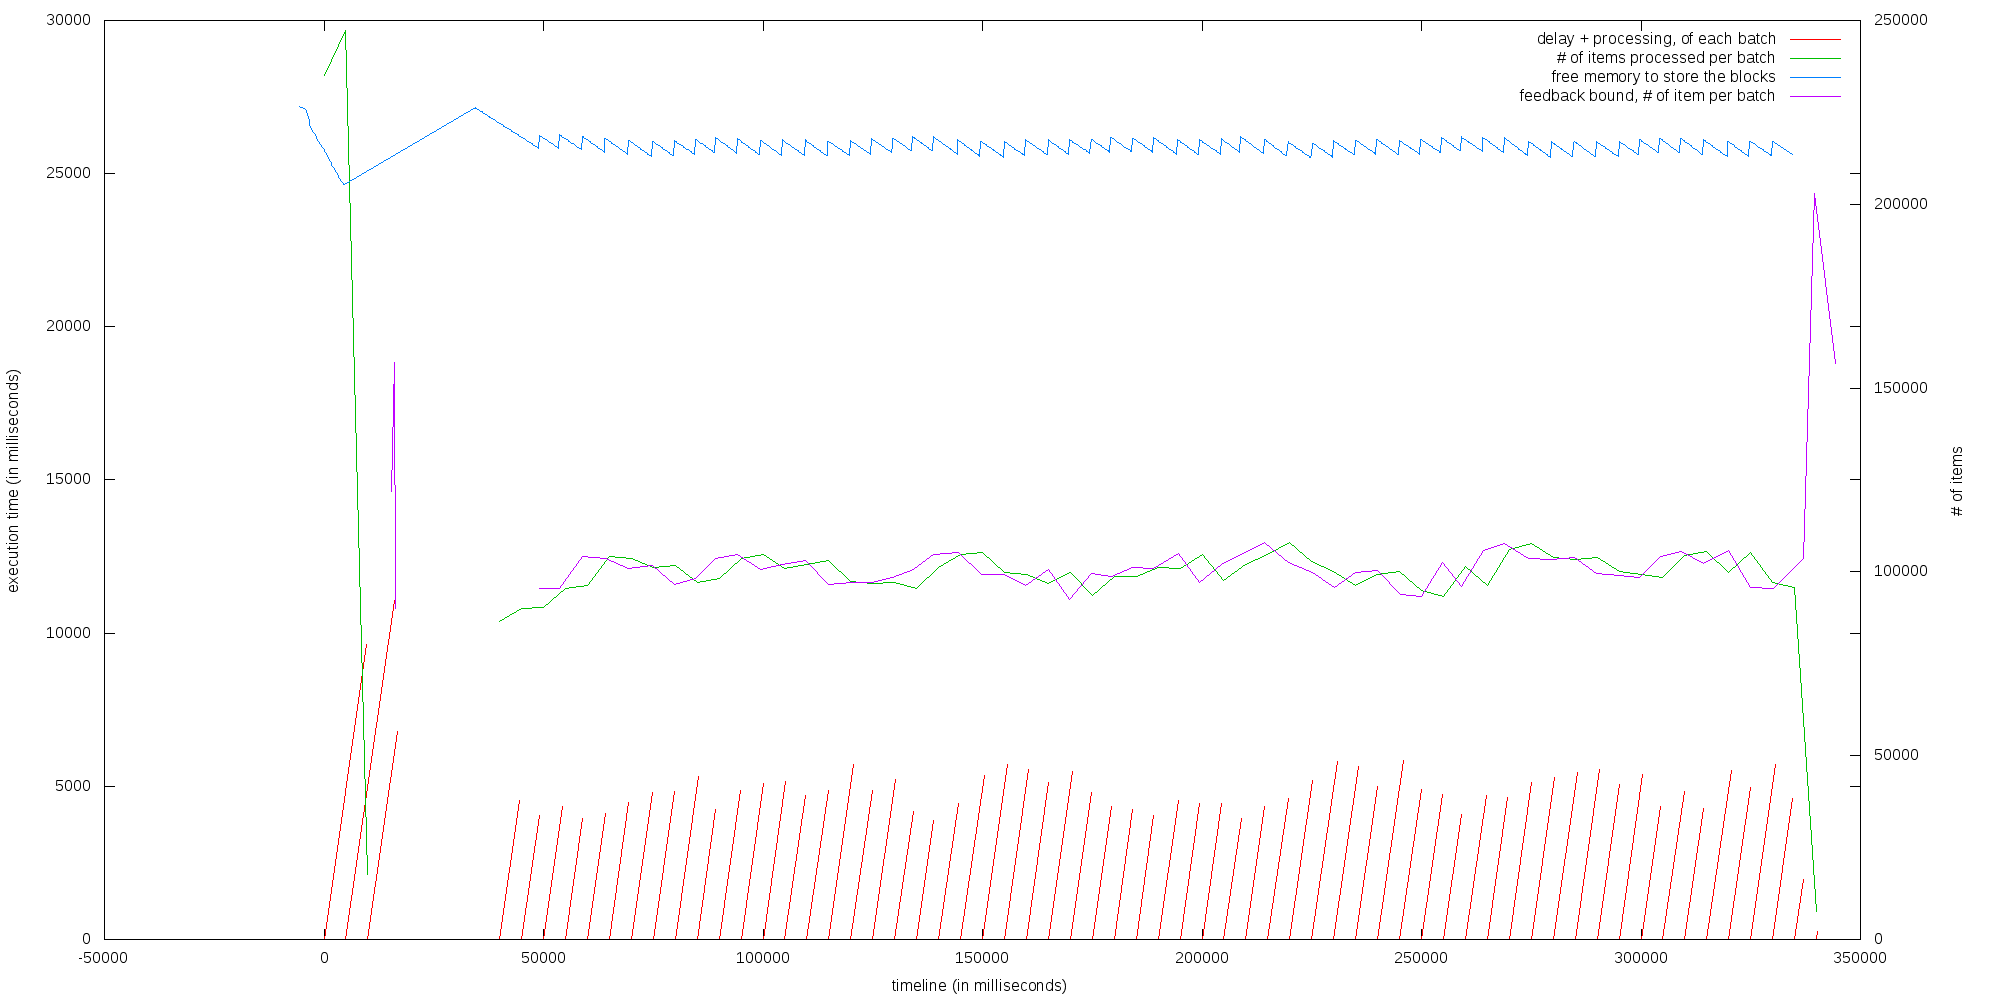 30000
250000
delay + processing, of each batch
# of items processed per batch
free memory to store the blocks
feedback bound, # of item per batch
25000
200000
20000
150000
15000
execution time (in milliseconds)
# of items
100000
10000
50000
5000
0
0
-50000 0 50000 100000 150000 200000 250000 300000 350000
timeline (in milliseconds)